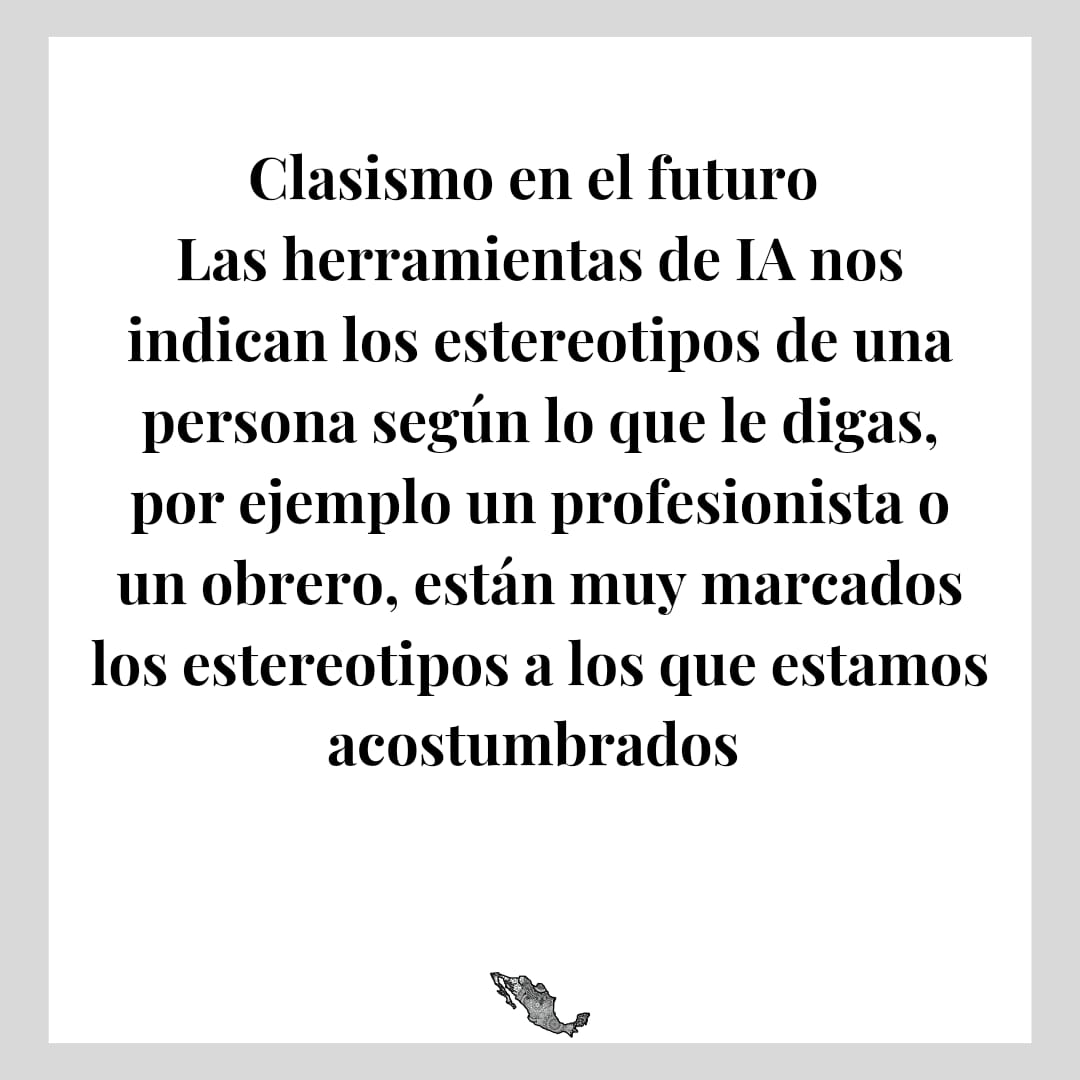 Clasismo en el futuro
Las herramientas de IA nos
indican los estereotipos de una
persona según lo que le digas,
por ejemplo un profesionista o
un obrero, están muy marcados
los estereotipos a los que estamos
acostumbrados